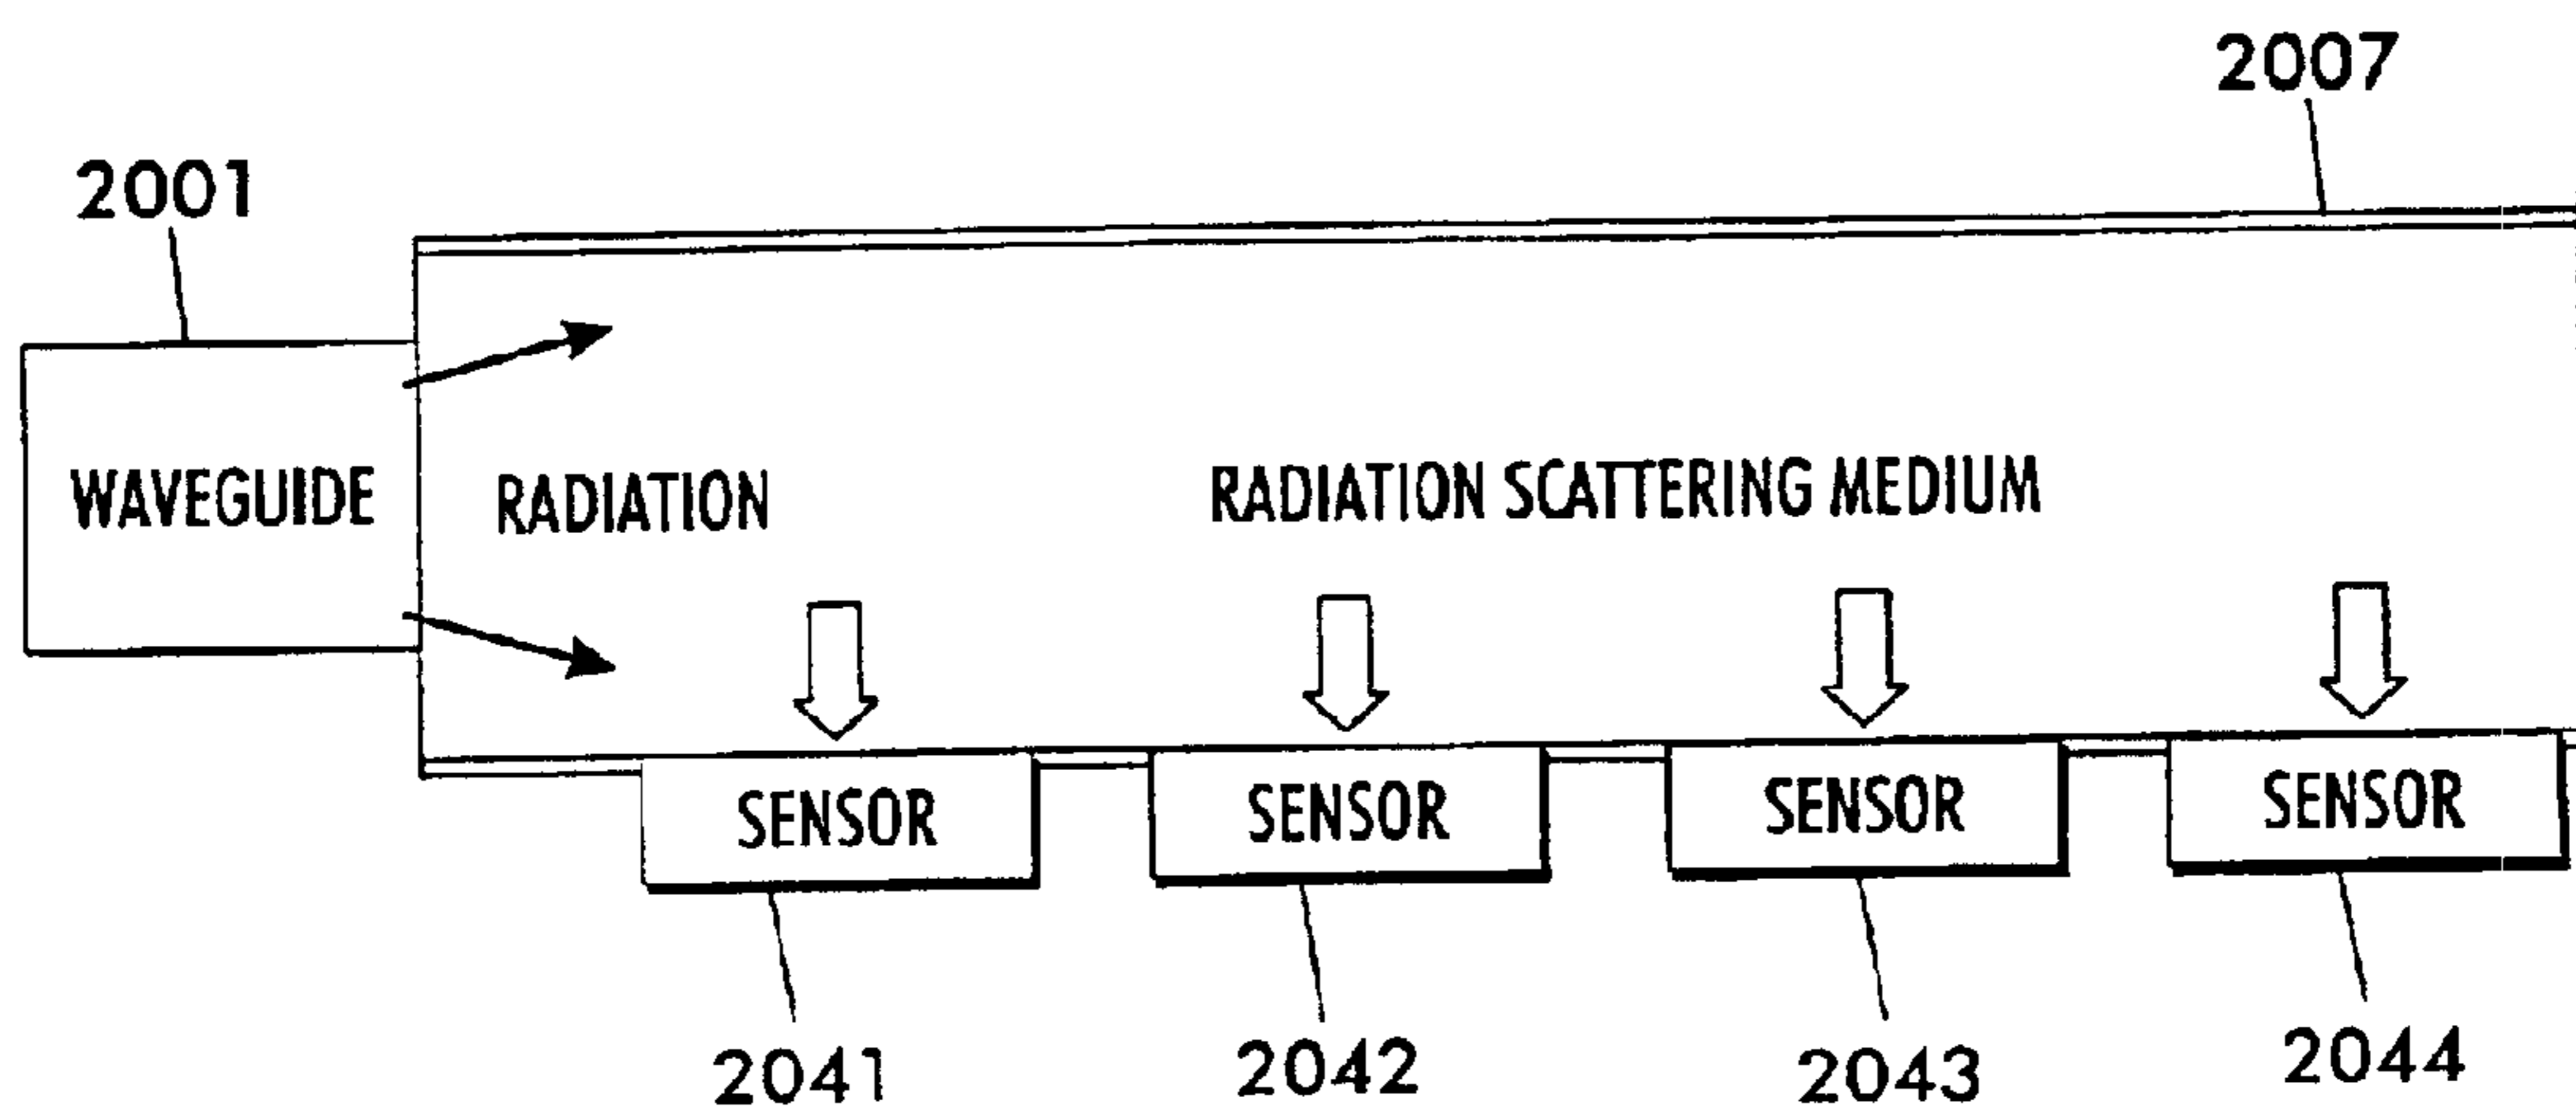 2007
2001
WAVEGUIDE
RADIATION
RADIATION SCATTERING MEDIUM
SENSOR
SENSOR
SENSOR
SENSOR
2041
2042
2043
2044